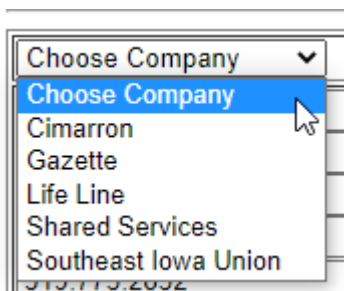 Choose Company
Choose Company
Cimarron
Gazette
Life Line
Shared Services
Southeast Iowa Union